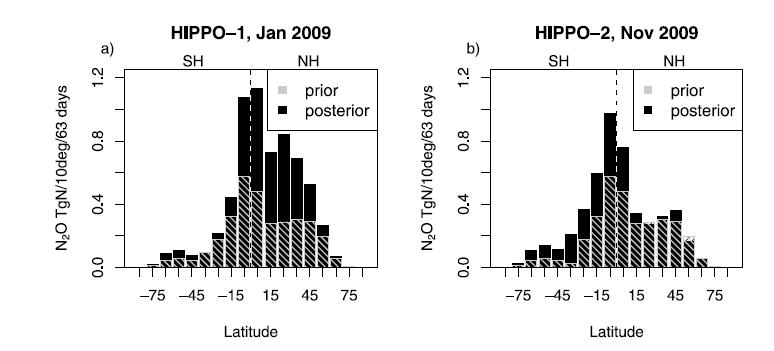 HIPPO–1, Jan 2009
a)
SH
NH
prior
posterior
N₂O TgN/10deg/63 days
0.0
0.4
0.8
1.2
–75
–45
–15
15
45
75
Latitude
HIPPO–2, Nov 2009
b)
SH
NH
prior
posterior
N₂O TgN/10deg/63 days
0.0
0.4
0.8
1.2
–75
–45
–15
15
45
75
Latitude